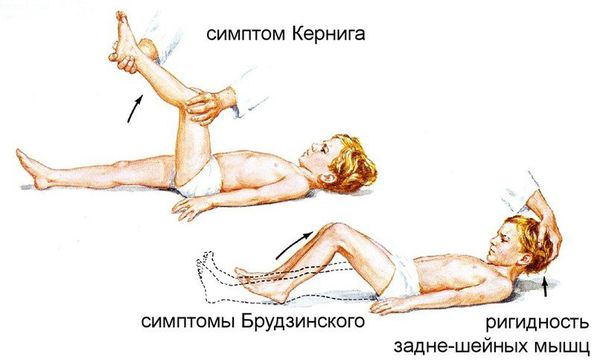 симптом Кернига
симптомы Брудзинского
ригидность
задне-шейных мышц